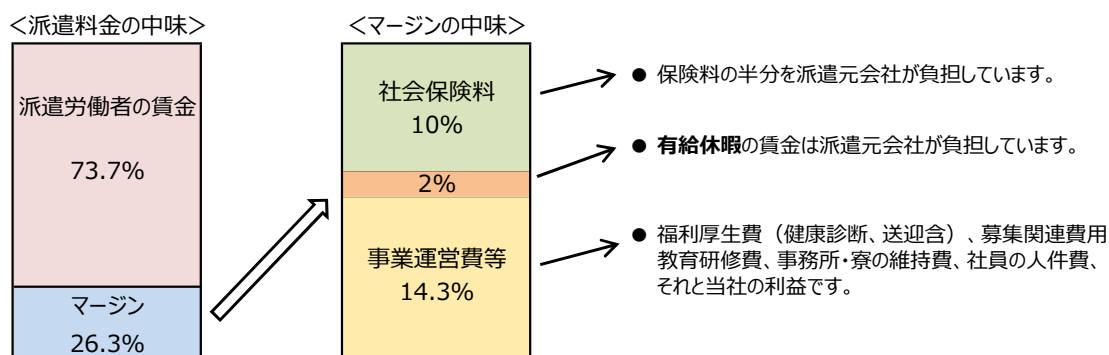 ＜派遣料金の中味＞
派遣労働者の賃金
73.7%
マージン
26.3%
＜マージンの中味＞
社会保険料
10%
2%
事業運営費等
14.3%
● 保険料の半分を派遣元会社が負担しています。
● 有給休暇の賃金は派遣元会社が負担しています。
● 福利厚生費（健康診断、送迎含）、募集関連費用
教育研修費、事務所・寮の維持費、社員の人件費、
それと当社の利益です。